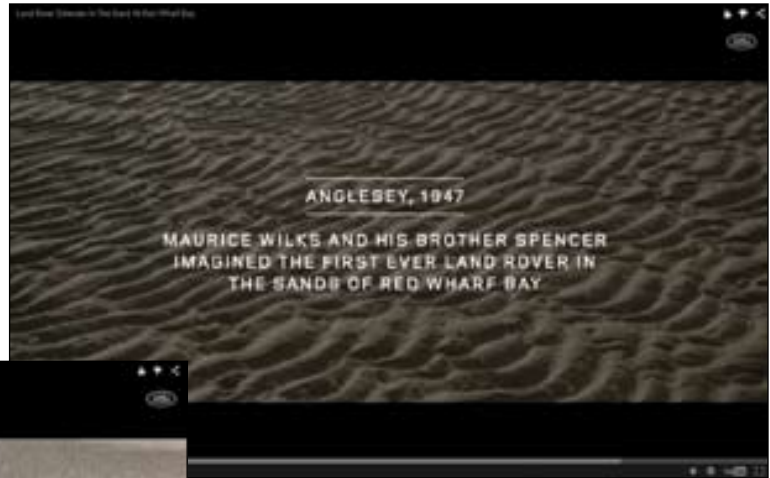 ANGLESEY, 1947
MAURICE WILKS AND HIS BROTHER SPENCER
IMAGINED THE FIRST EVER LAND ROVER IN
THE SANDS OF RED WHARF BAY